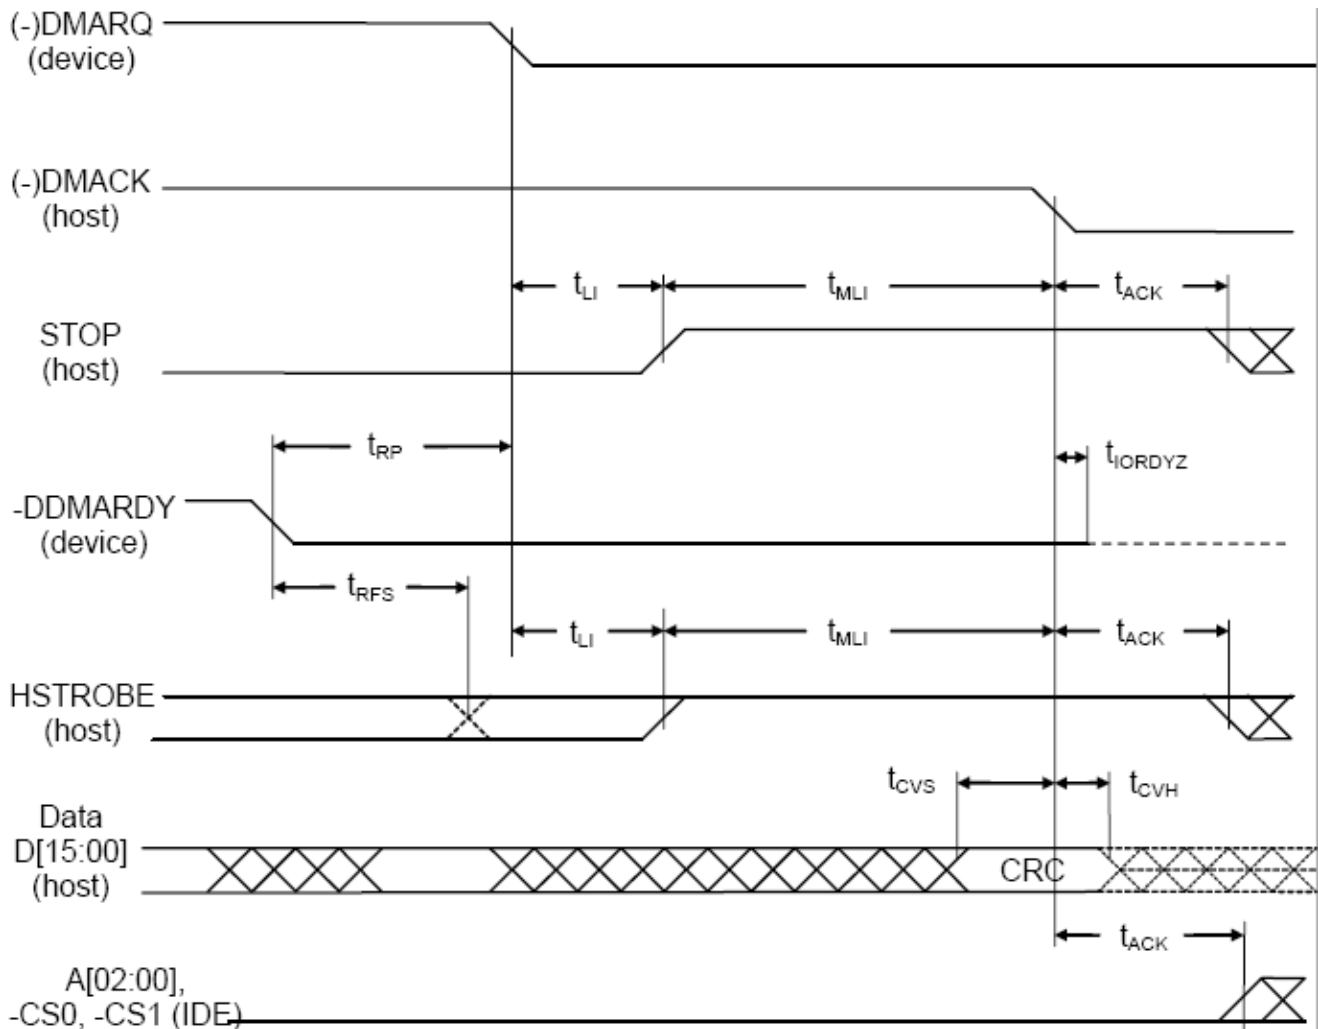 (-)DMARQ
(device)
(-)DMACK
(host)
tLI tMLI tACK
STOP
(host)
tRP tIORDYZ
-DDMARDY
(device)
tRFS
tLI tMLI tACK
HSTROBE
(host)
tCVS tCVH
Data
D[15:00]
(host)
CRC
tACK
A[02:00],
-CS0, -CS1 (IDE)